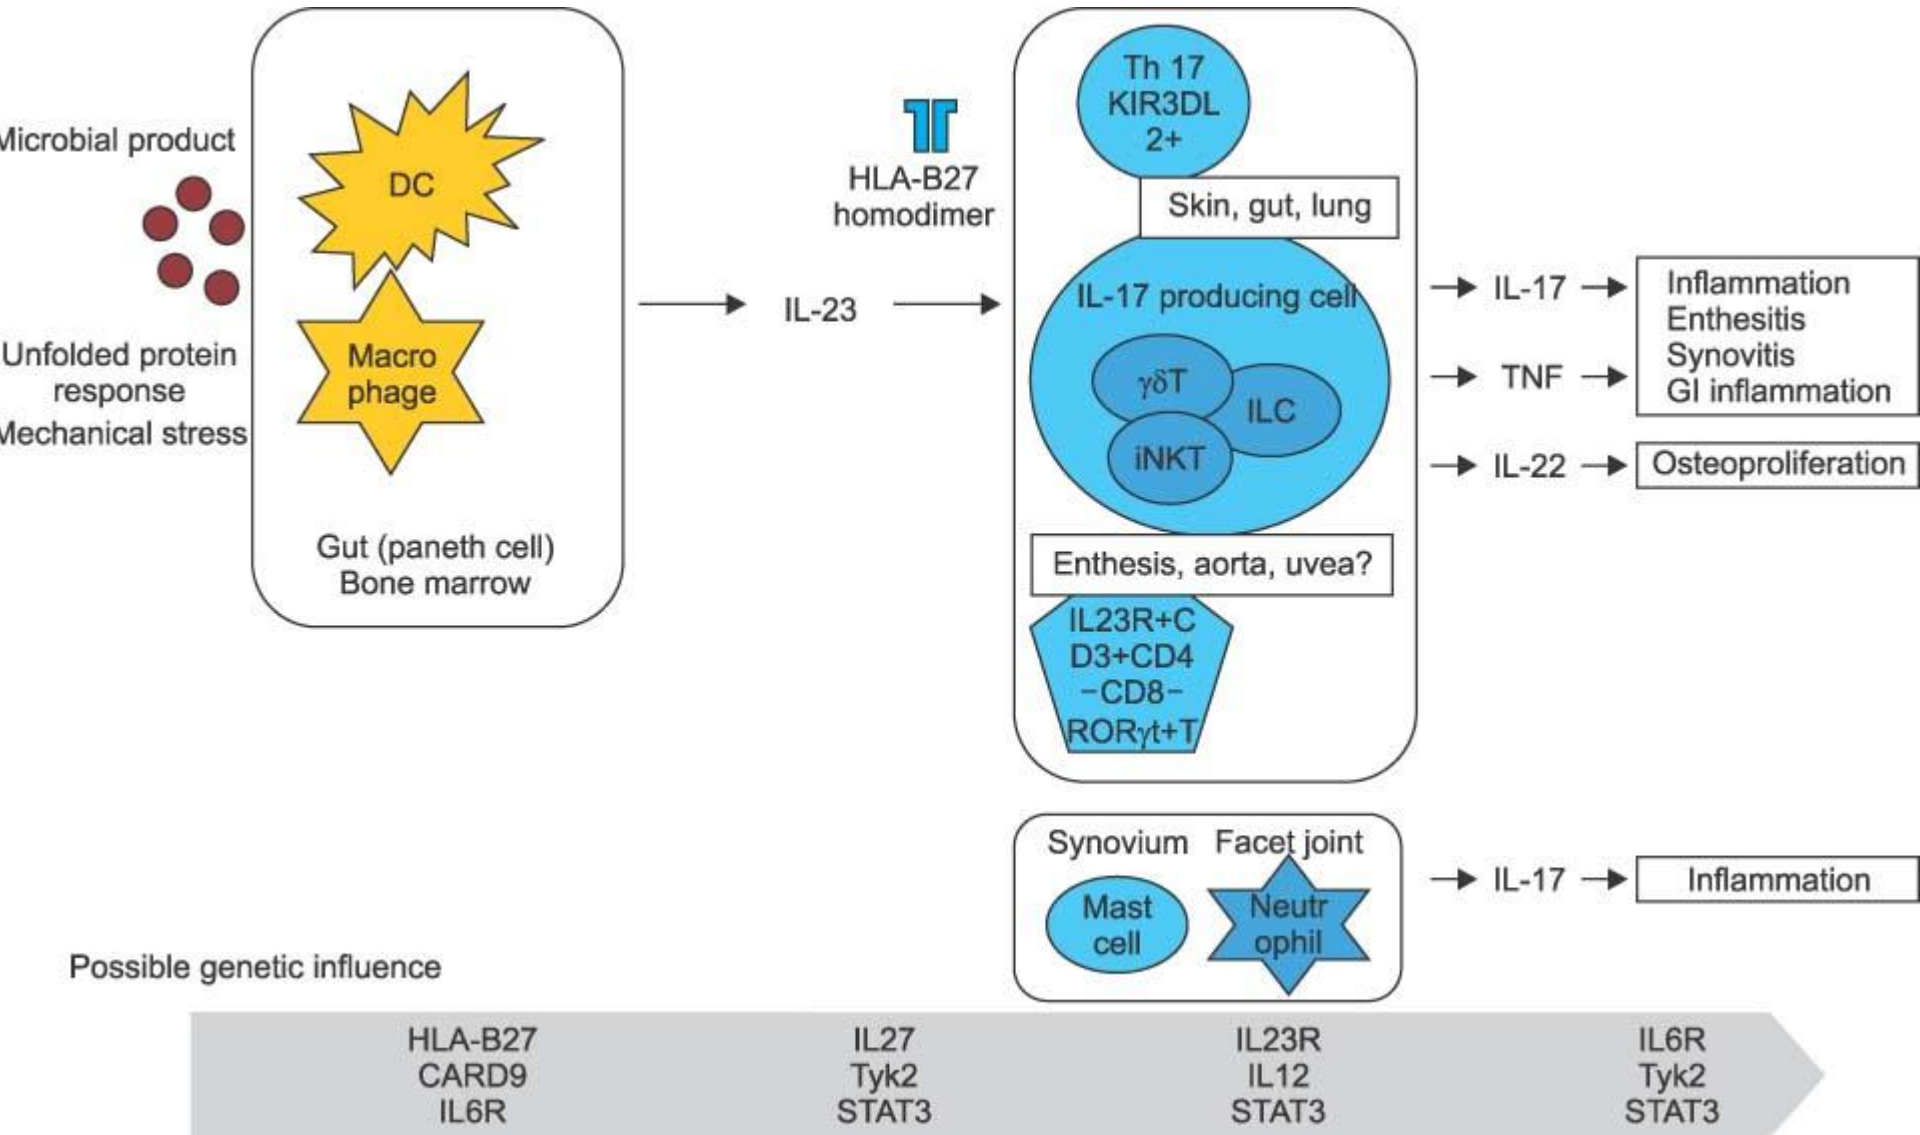 Microbial product
Unfolded protein
response
Mechanical stress
DC
Macro
phage
Gut (paneth cell)
Bone marrow
IL-23
HLA-B27
homodimer
Th 17
KIR3DL
2+
Skin, gut, lung
IL-17 producing cell
γδT
ILC
iNKT
Enthesis, aorta, uvea?
IL23R+C
D3+CD4
−CD8−
RORγt+T
IL-17
TNF
IL-22
Inflammation
Enthesitis
Synovitis
GI inflammation
Osteoproliferation
Synovium
Facet joint
Mast
cell
Neutr
ophil
IL-17
Inflammation
Possible genetic influence
HLA-B27
CARD9
IL6R
IL27
Tyk2
STAT3
IL23R
IL12
STAT3
IL6R
Tyk2
STAT3